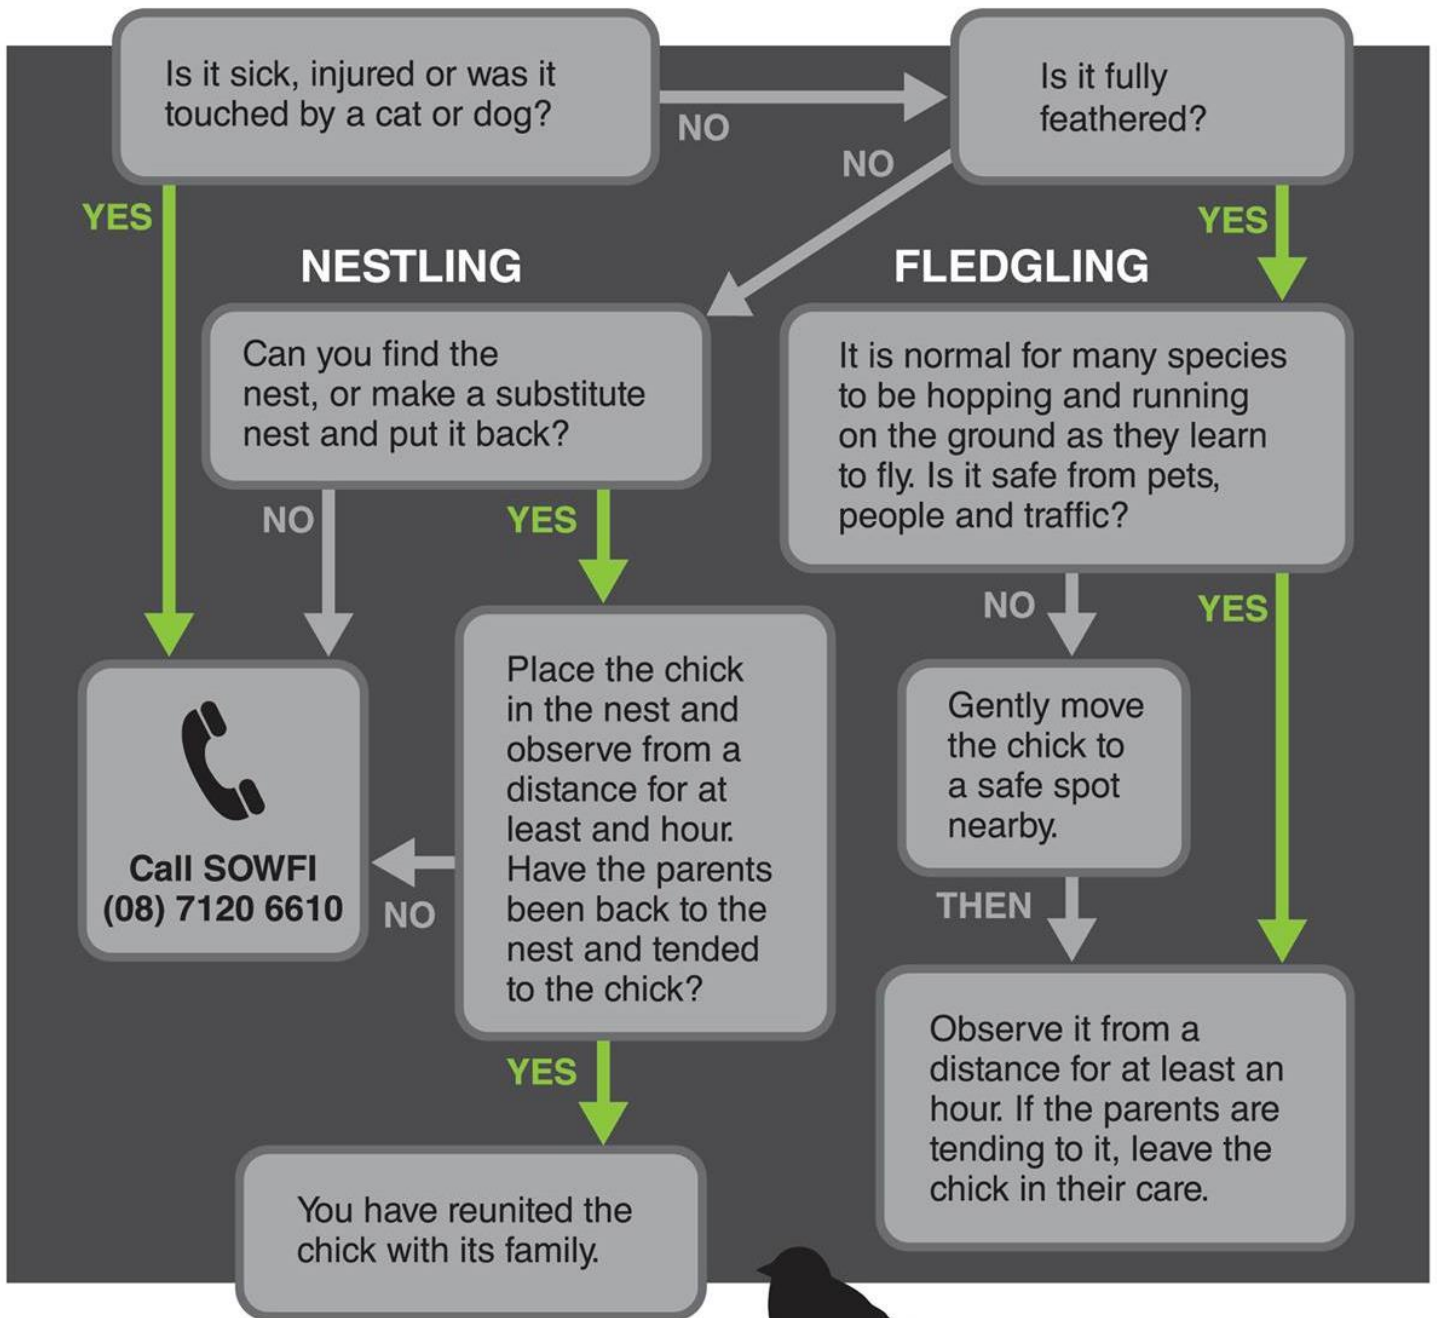 Is it sick, injured or was it
touched by a cat or dog?
NO
Is it fully
feathered?
YES
NO
YES
NESTLING
FLEDGLING
Can you find the
nest, or make a substitute
nest and put it back?
It is normal for many species
to be hopping and running
on the ground as they learn
to fly. Is it safe from pets,
people and traffic?
NO
YES
NO
YES
Place the chick
in the nest and
observe from a
distance for at
least and hour.
Have the parents
been back to the
nest and tended
to the chick?
Gently move
the chick to
a safe spot
nearby.
Call SOWFI
(08) 7120 6610
NO
THEN
YES
Observe it from a
distance for at least an
hour. If the parents are
tending to it, leave the
chick in their care.
You have reunited the
chick with its family.